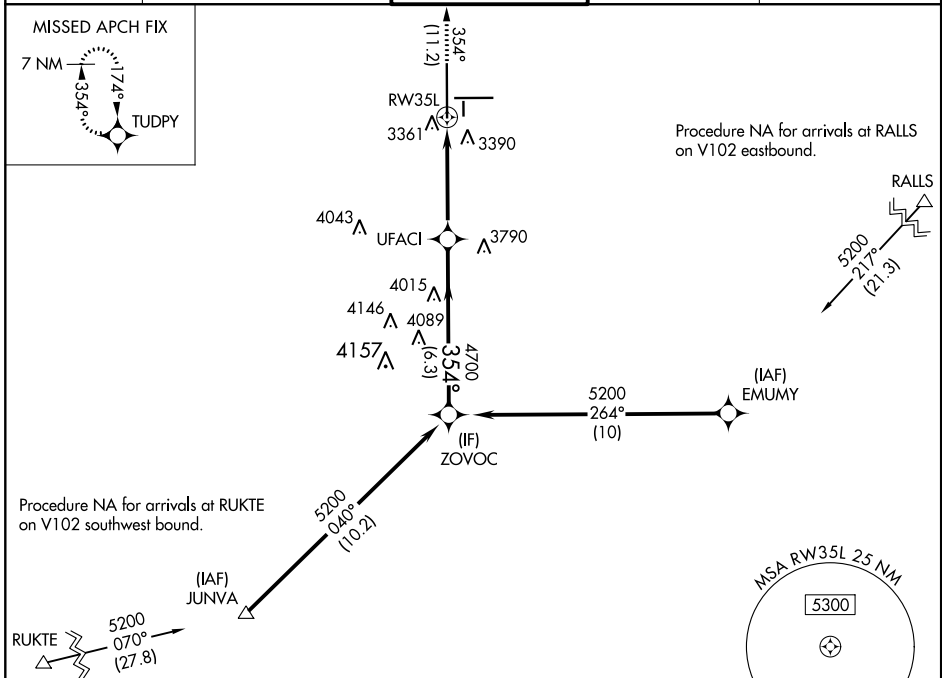 MISSED APCH FIX
7 NM
354°
174°
TUDPY
354°
(11.2)
RW35L
3361
3390
Procedure NA for arrivals at RALLS
on V102 eastbound.
RALLS
5200
217°
(21.3)
4043
UFACI
3790
4015
4146
4089
4157
4700
354°
(6.3)
(IAF)
EMUMY
5200
264°
(10)
(IF)
ZOVOC
5200
040°
(10.2)
Procedure NA for arrivals at RUKTE
on V102 southwest bound.
(IAF)
JUNVA
RUKTE
5200
070°
(27.8)
MSA RW35L 25 NM
5300